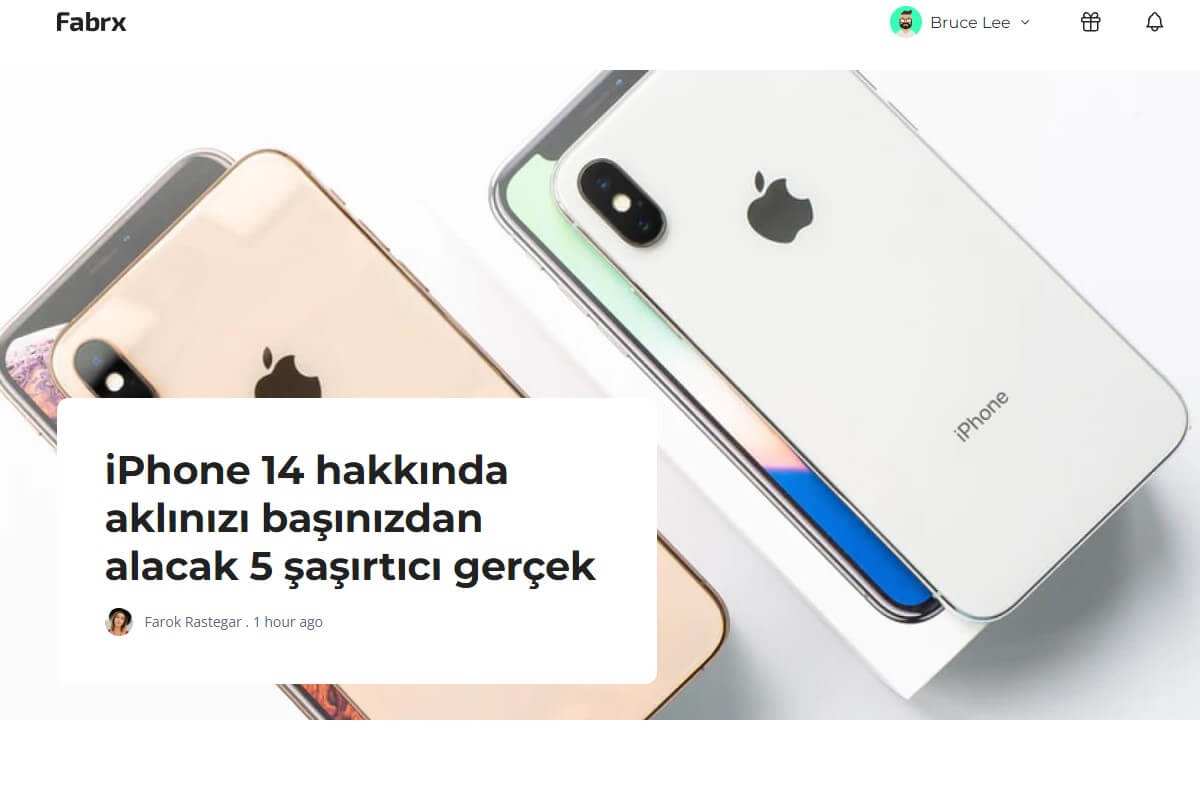 Fabrx
Bruce Lee
iPhone
iPhone 14 hakkında
aklınızı başınızdan
alacak 5 şaşırtıcı gerçek
Farok Rastegar . 1 hour ago